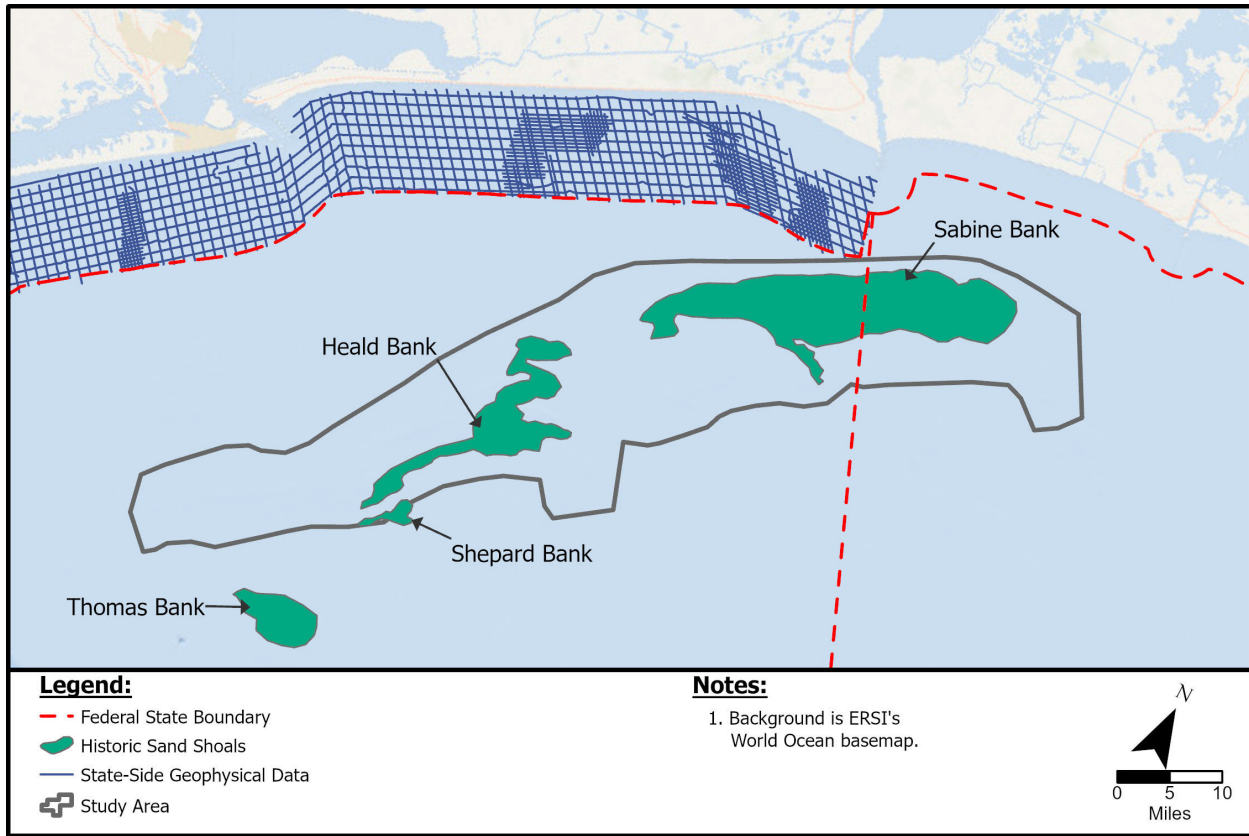 Sabine Bank
Heald Bank
Shepard Bank
Thomas Bank
Legend:
Federal State Boundary
Historic Sand Shoals
State-Side Geophysical Data
Study Area
Notes:
1. Background is ERSI's
World Ocean basemap.
N
0 5 10
Miles